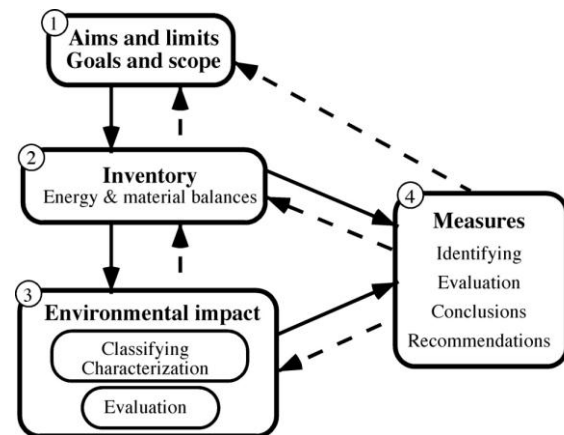 1
Aims and limits
Goals and scope
2
Inventory
Energy & material balances
3
Environmental impact
Classifying
Characterization
Evaluation
4
Measures
Identifying
Evaluation
Conclusions
Recommendations